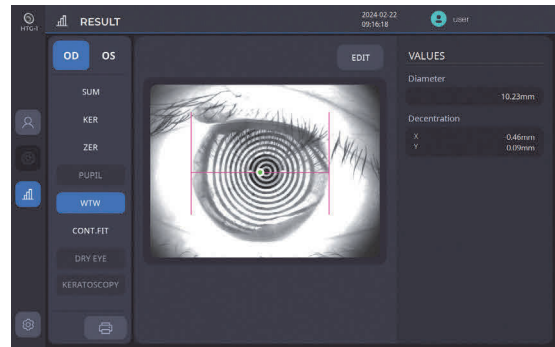 HTG-1
RESULT
2024-02-22
09:16:18
user
OD OS
SUM
KER
ZER
PUPIL
WTW
CONT.FIT
DRY EYE
KERATOSCOPY
EDIT
VALUES
Diameter
10.23mm
Decentration
X 0.46mm
Y 0.09mm